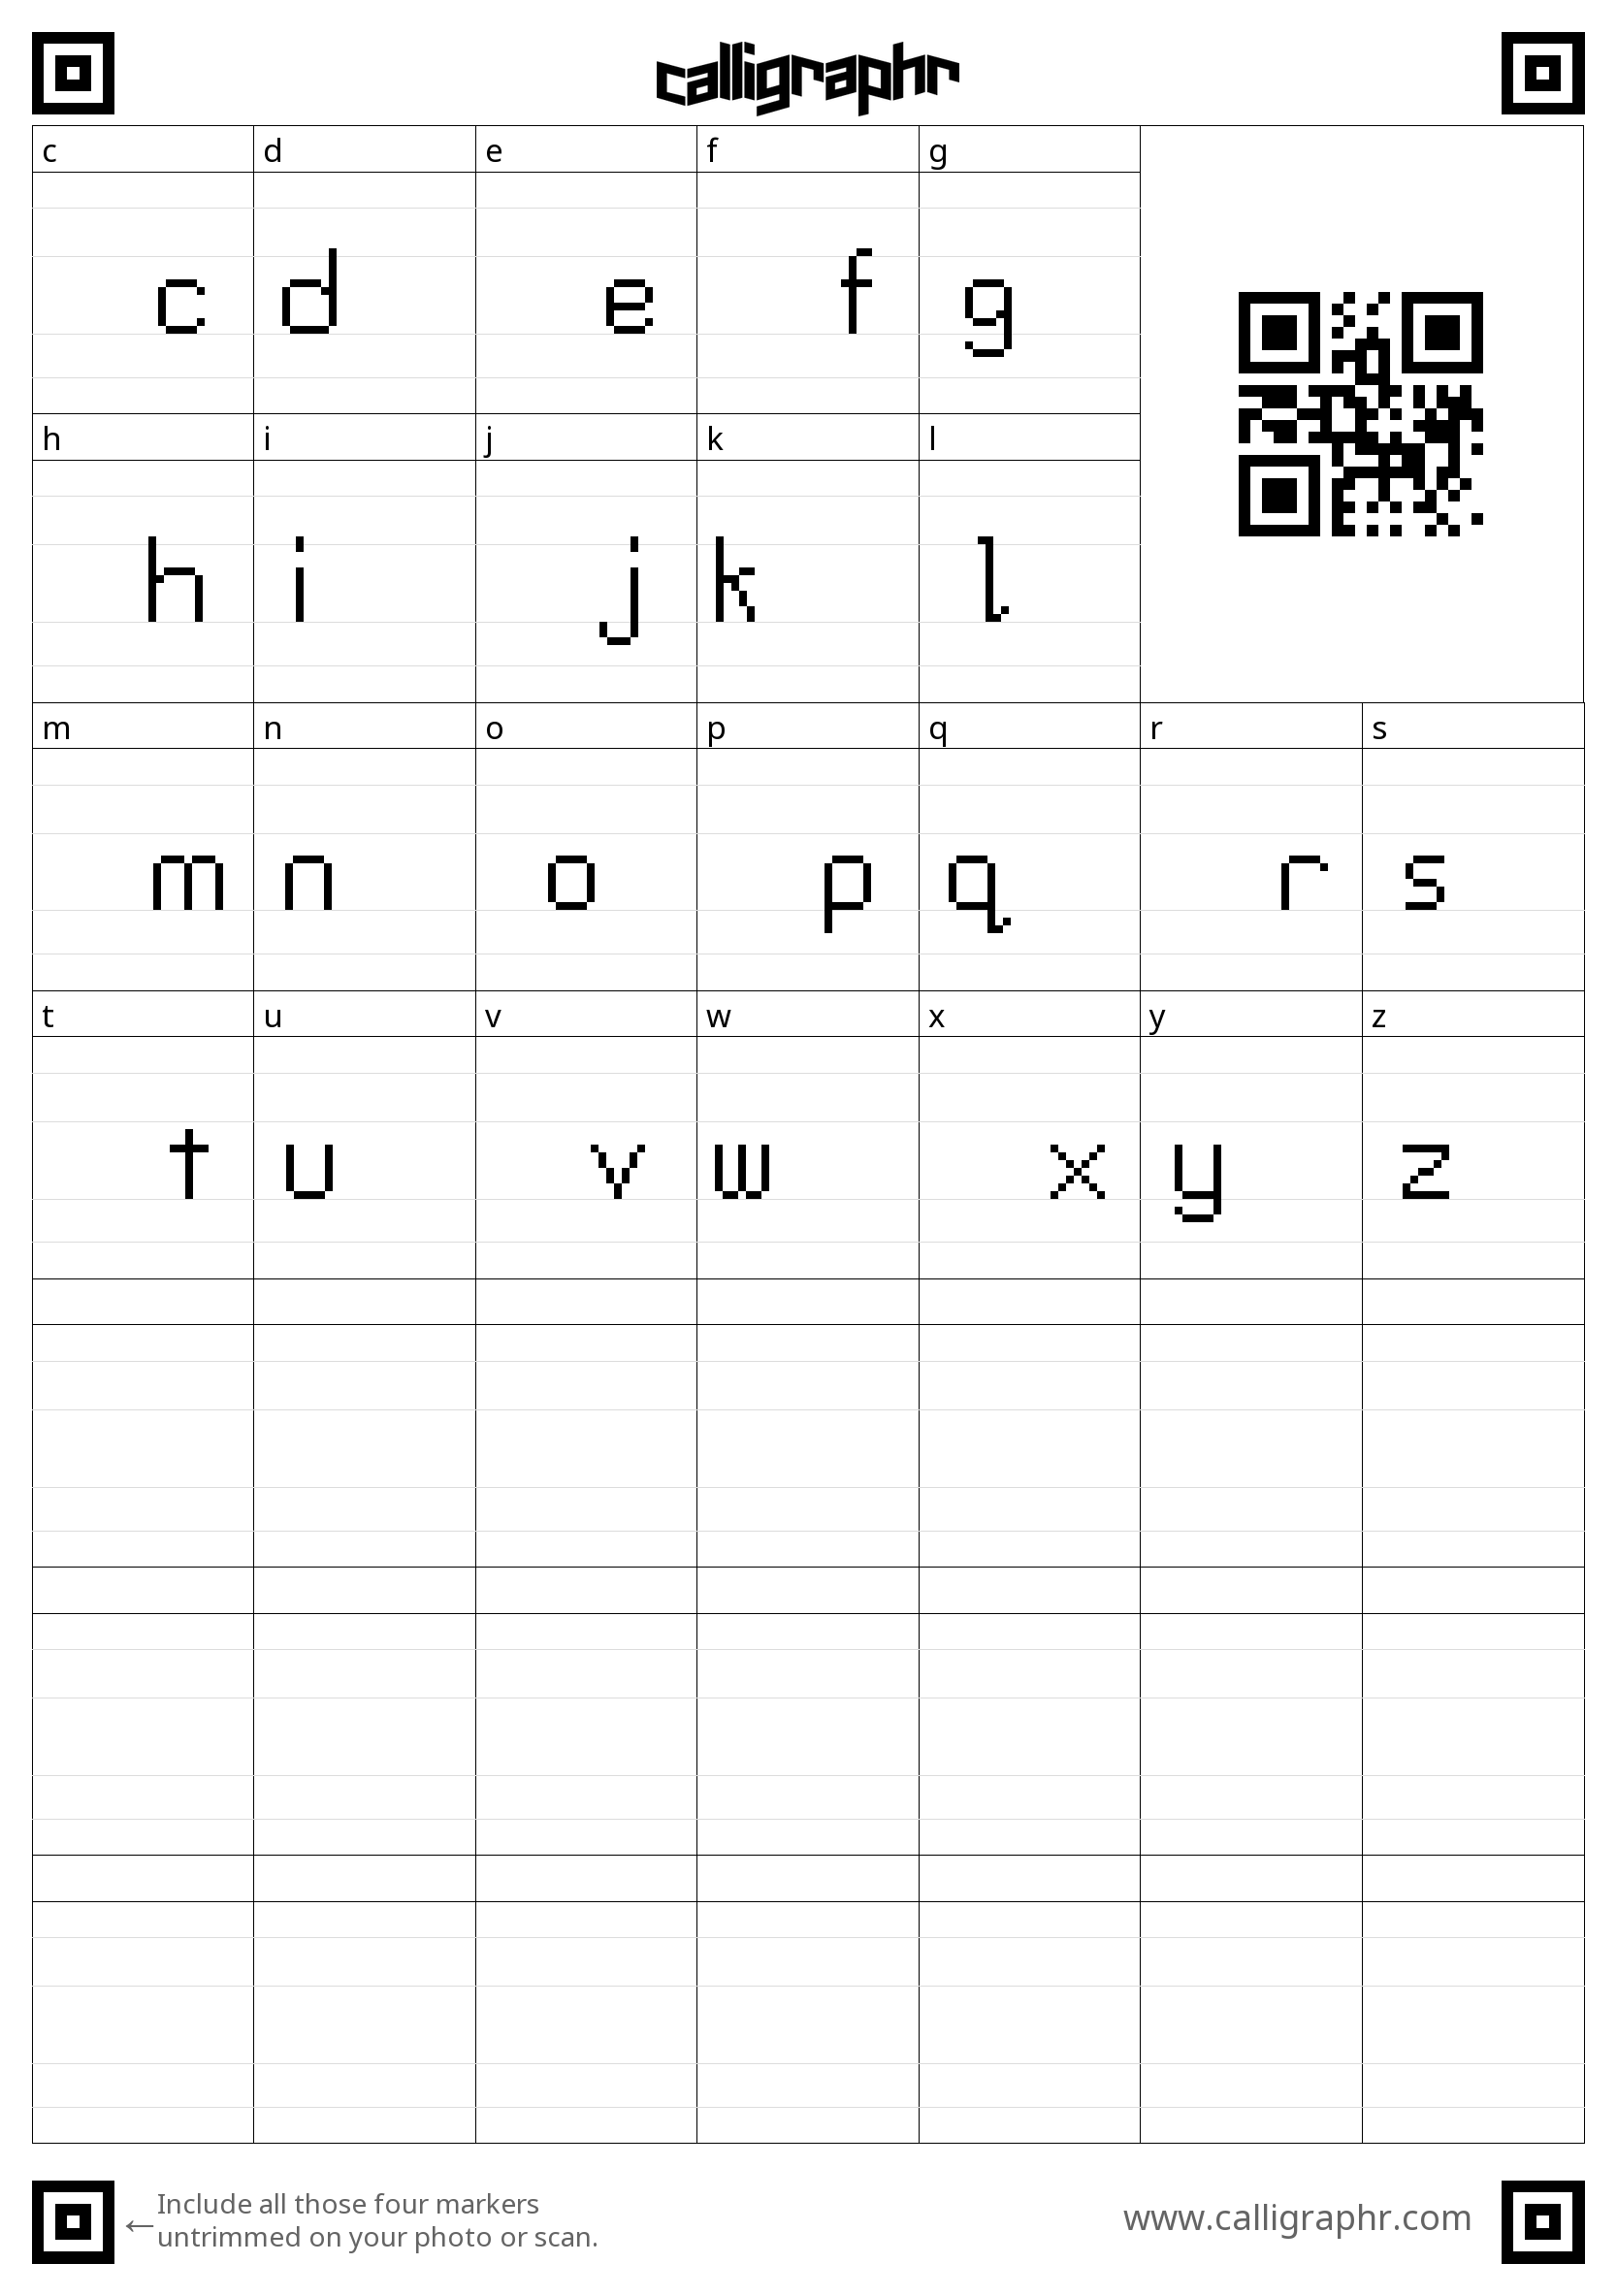 calligraphr
c d e f g
c d e f g
h i j k l
h i j k l
m n o p q r s
m n o p q r s
t u v w x y z
t u v w x y z
←Include all those four markers
untrimmed on your photo or scan.
www.calligraphr.com